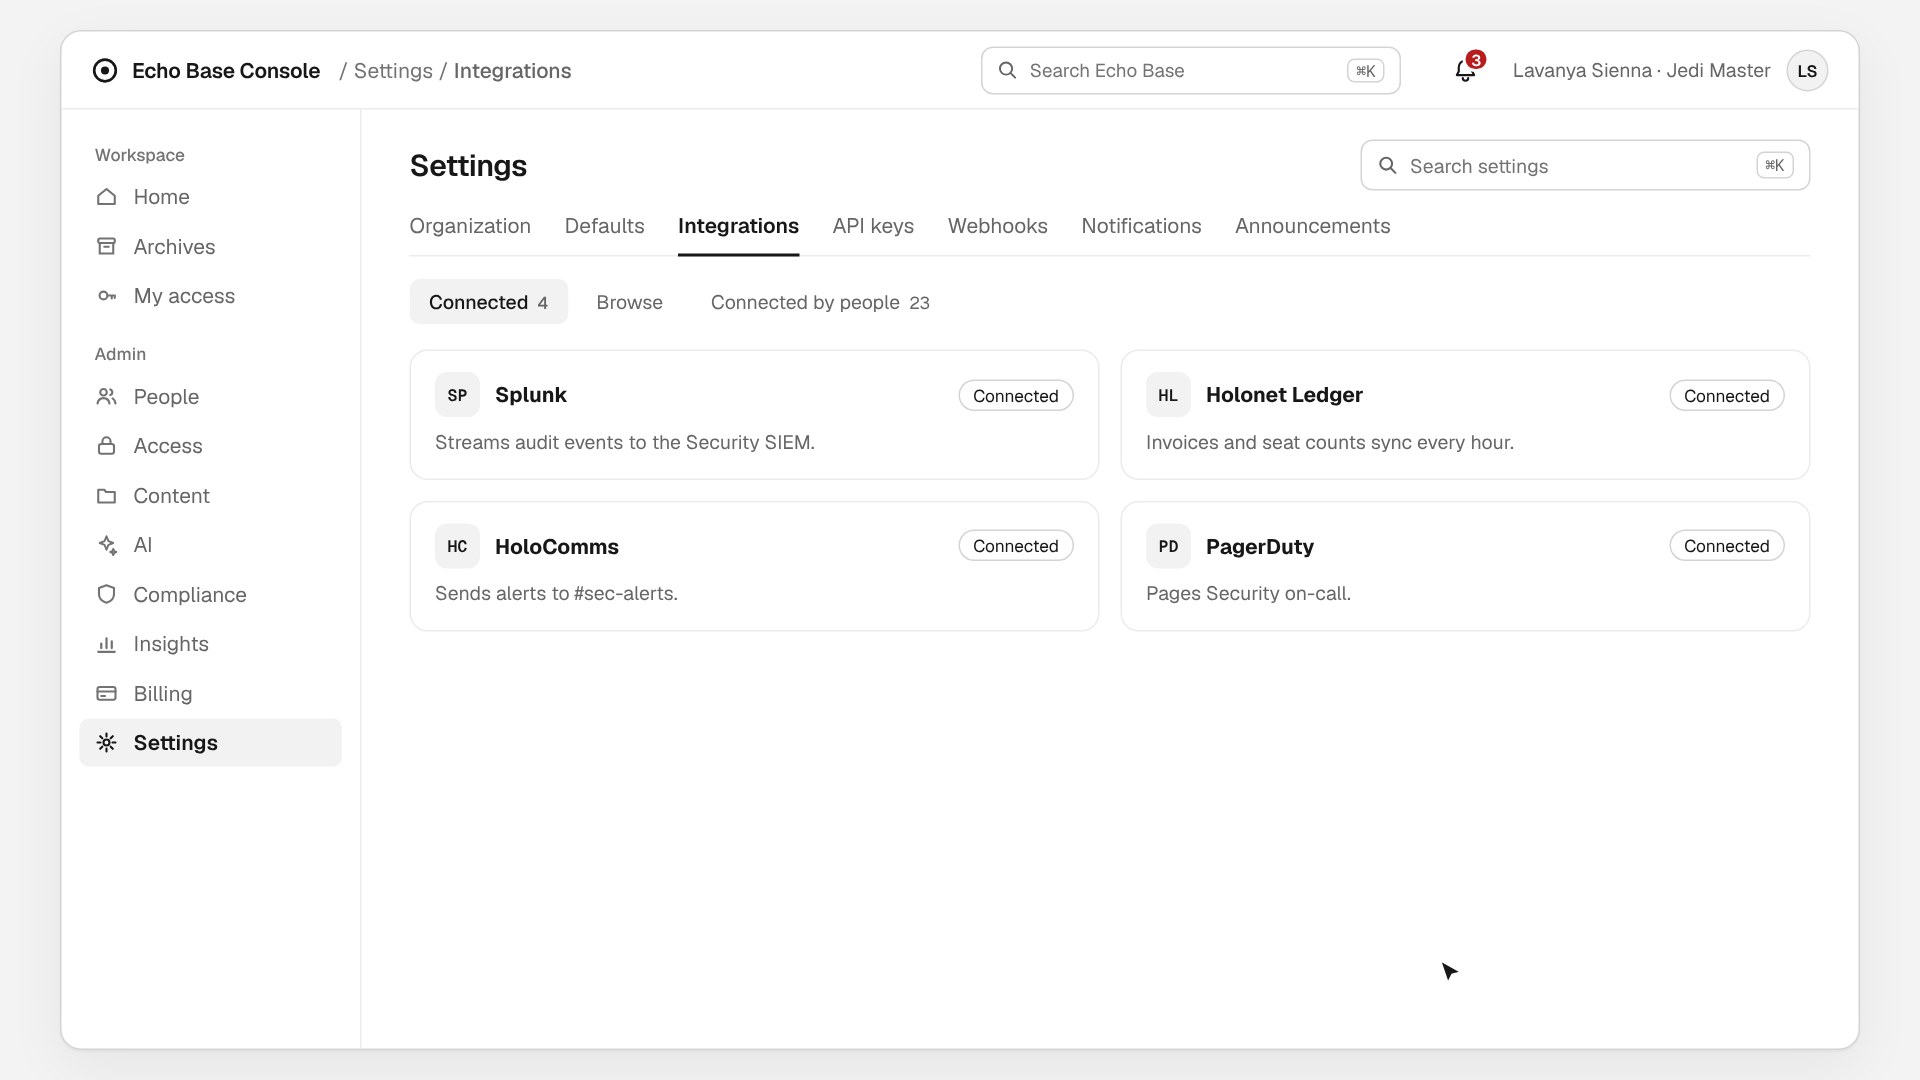 Echo Base Console / Settings / Integrations
Search Echo Base ⌘K
3
Lavanya Sienna · Jedi Master LS
Workspace
Home
Archives
My access
Admin
People
Access
Content
AI
Compliance
Insights
Billing
Settings
Settings
Search settings ⌘K
Organization Defaults Integrations API keys Webhooks Notifications Announcements
Connected 4 Browse Connected by people 23
SP Splunk Connected
Streams audit events to the Security SIEM.
HL Holonet Ledger Connected
Invoices and seat counts sync every hour.
HC HoloComms Connected
Sends alerts to #sec-alerts.
PD PagerDuty Connected
Pages Security on-call.